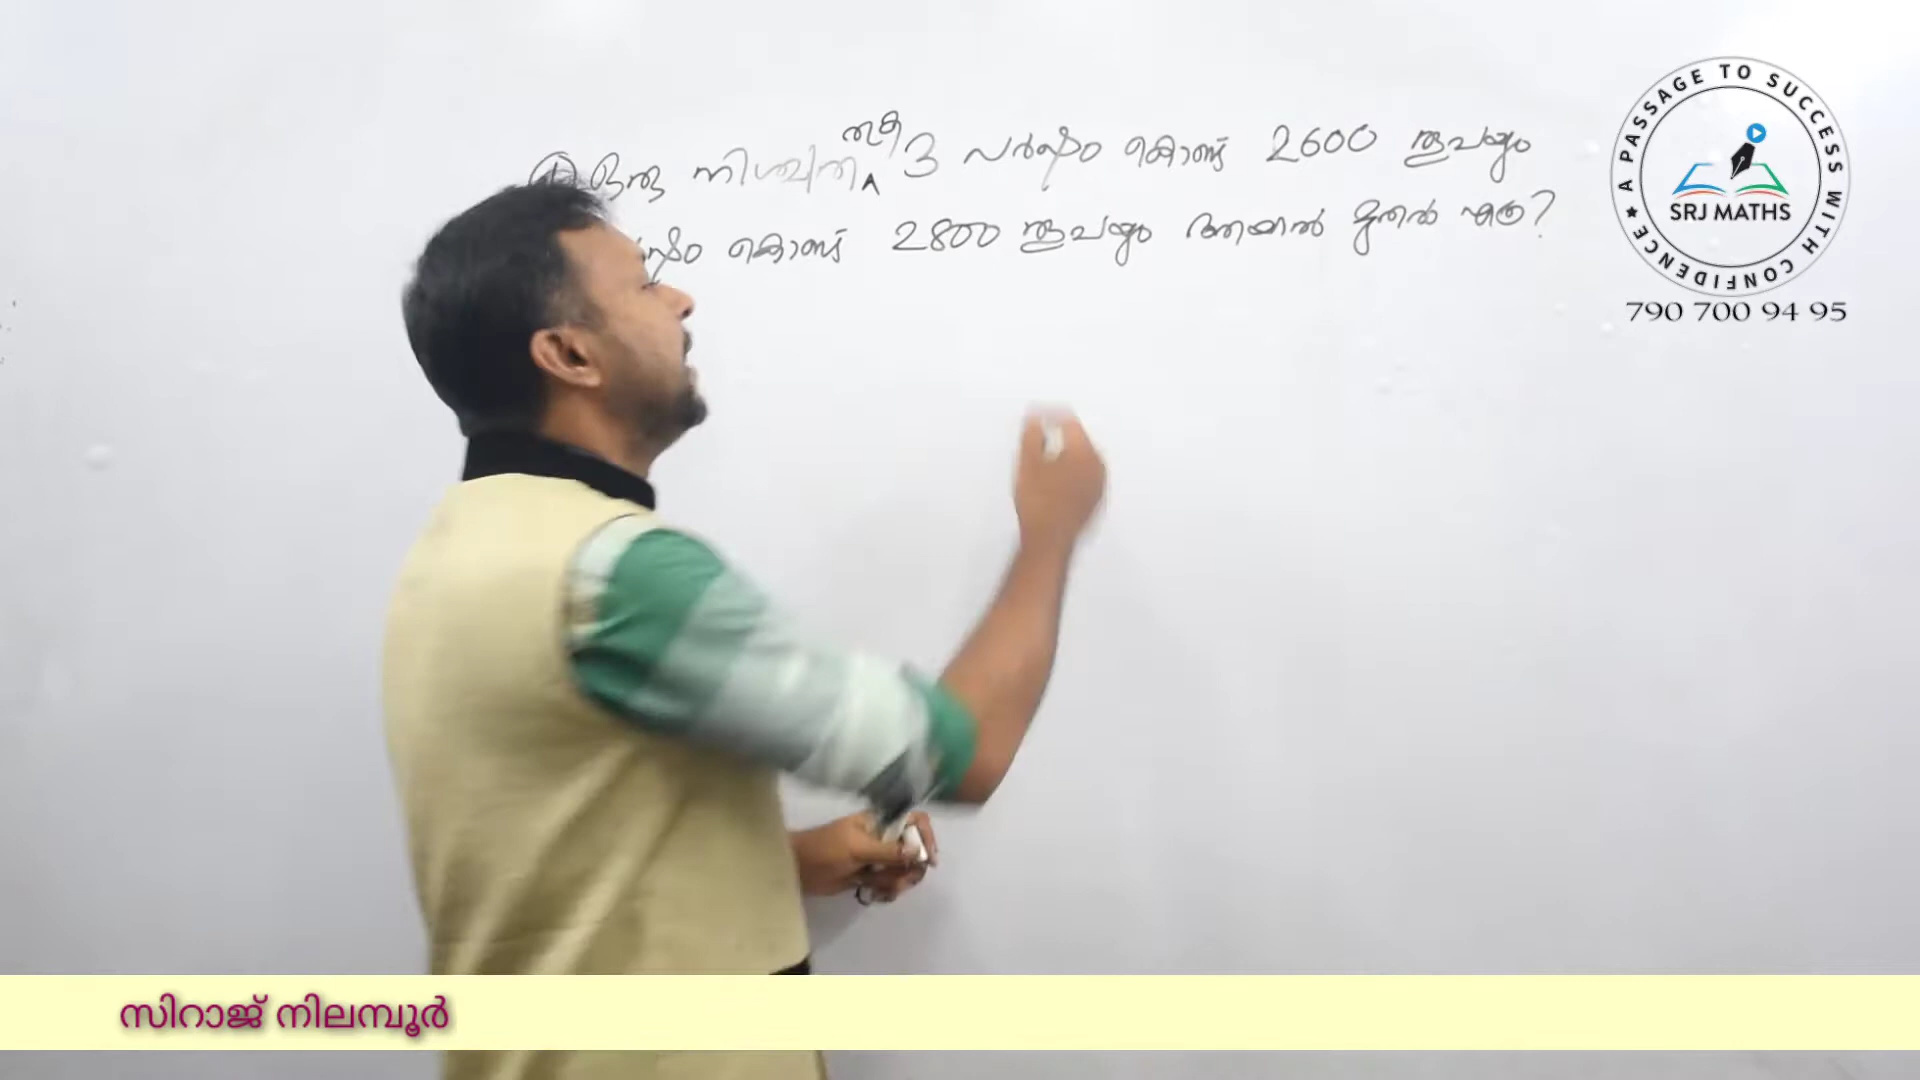 ഒരു നിശ്ചിത തുക 3 വർഷം കൊണ്ട് 2600 രൂപയും
കൊണ്ട് 2800 രൂപയും ആയാൽ മുതൽ എത്ര?
A PASSAGE TO SUCCESS WITH CONFIDENCE
SRJ MATHS
790 700 94 95
സിറാജ് നിലമ്പൂർ